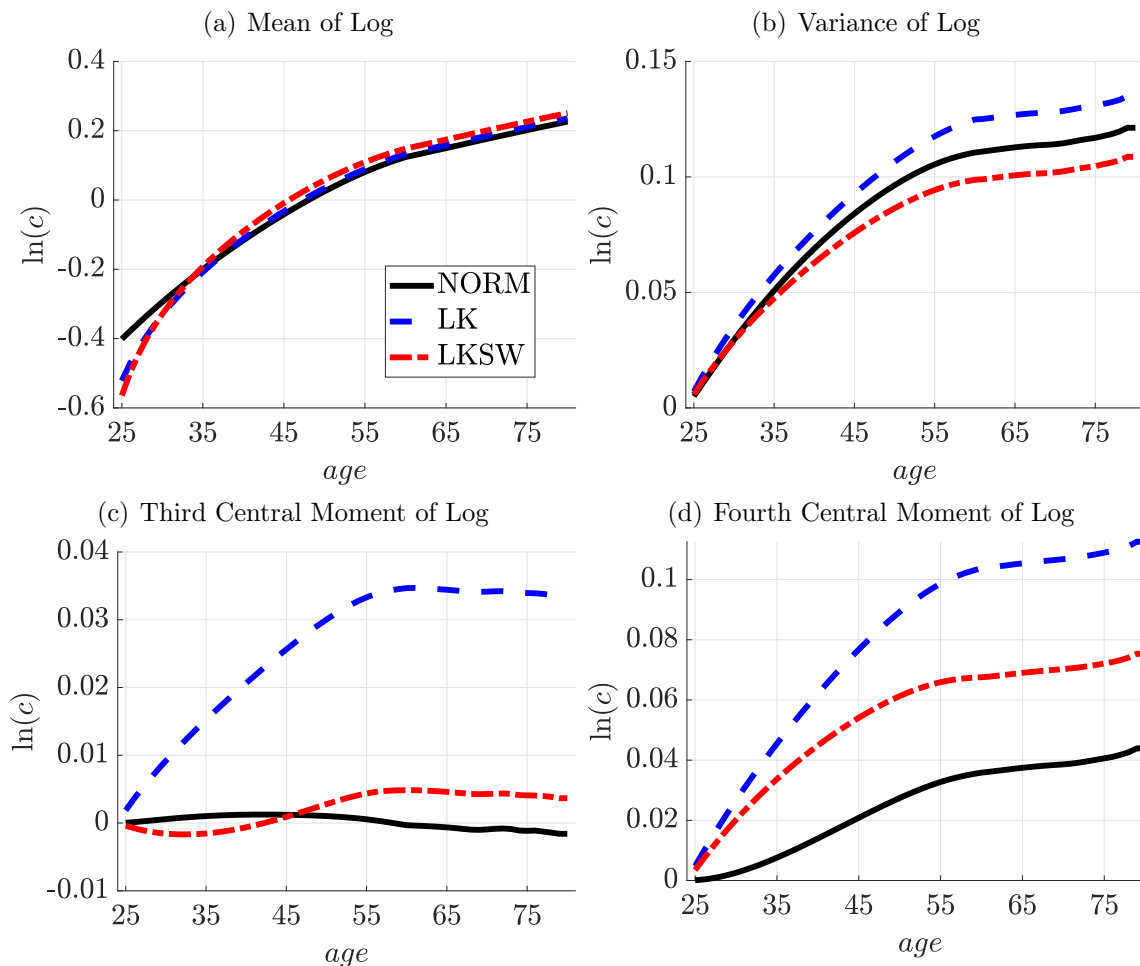 (a) Mean of Log
0.4
0.2
0
-0.2
-0.4
-0.6
ln(c)
25 35 45 55 65 75
age
NORM
LK
LKSW
(b) Variance of Log
0.15
0.1
0.05
0
ln(c)
25 35 45 55 65 75
age
(c) Third Central Moment of Log
0.04
0.03
0.02
0.01
0
-0.01
ln(c)
25 35 45 55 65 75
age
(d) Fourth Central Moment of Log
0.1
0.08
0.06
0.04
0.02
0
ln(c)
25 35 45 55 65 75
age